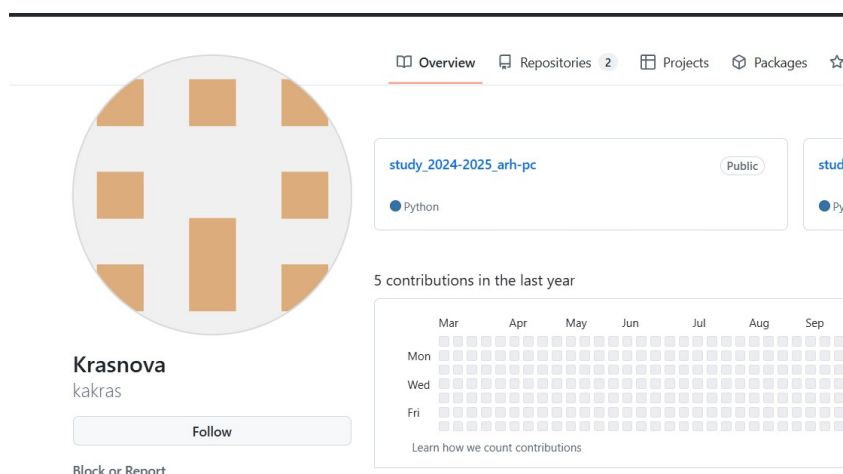 Overview Repositories 2 Projects Packages
study_2024-2025_arh-pc Public
Python
5 contributions in the last year
Mar Apr May Jun Jul Aug Sep
Mon
Wed
Fri
Learn how we count contributions
Krasnova
kakras
Follow
Block or Report